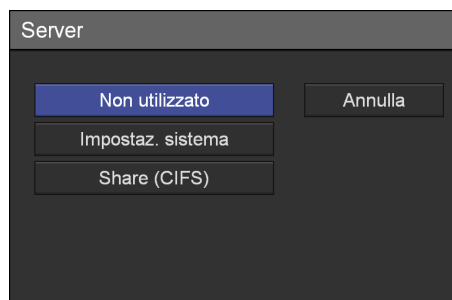 Server
Non utilizzato
Annulla
Impostaz. sistema
Share (CIFS)